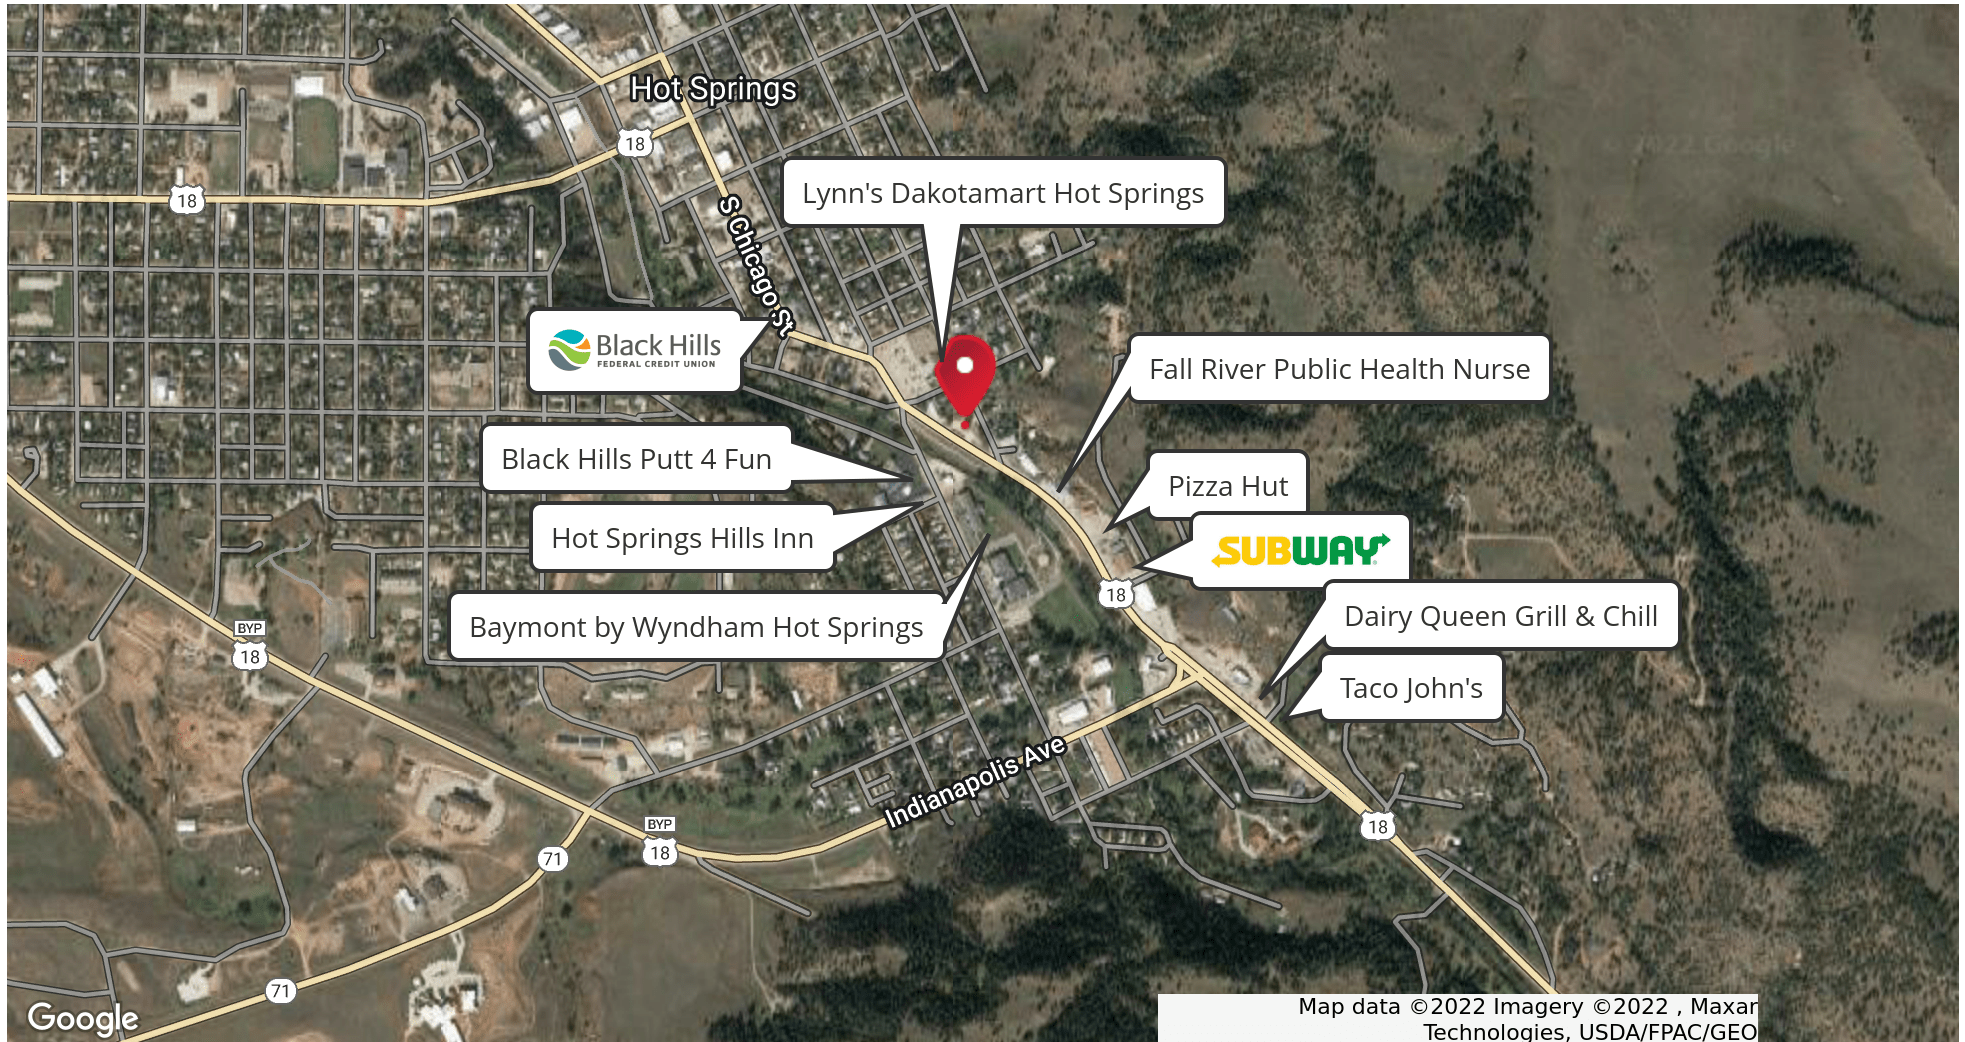 Hot Springs
18
18
S Chicago St
Lynn's Dakotamart Hot Springs
Black Hills
FEDERAL CREDIT UNION
Fall River Public Health Nurse
Black Hills Putt 4 Fun
Pizza Hut
Hot Springs Hills Inn
SUBWAY
18
Baymont by Wyndham Hot Springs
Dairy Queen Grill & Chill
BYP
18
Taco John's
Indianapolis Ave
BYP
18
18
71
71
Google
Map data ©2022 Imagery ©2022 , Maxar
Technologies, USDA/FPAC/GEO